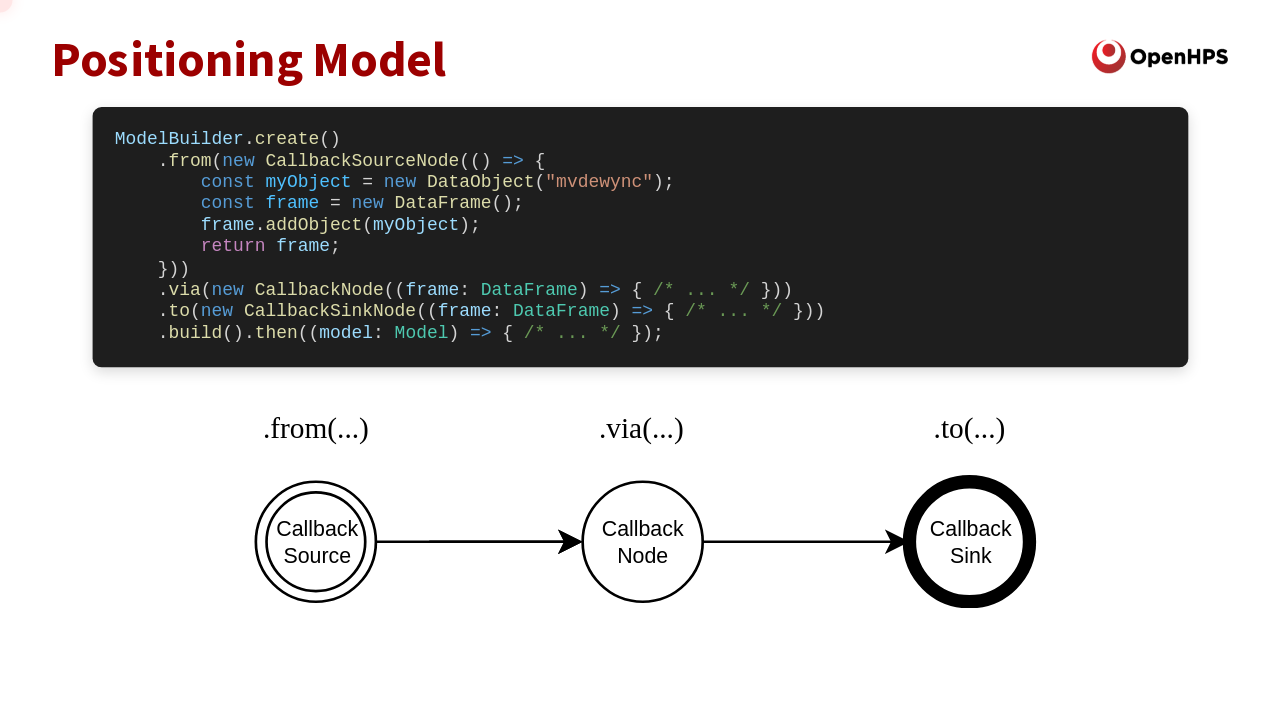 Positioning Model
OpenHPS
ModelBuilder.create()
    .from(new CallbackSourceNode(() => {
        const myObject = new DataObject("mvdewync");
        const frame = new DataFrame();
        frame.addObject(myObject);
        return frame;
    }))
    .via(new CallbackNode((frame: DataFrame) => { /* ... */ }))
    .to(new CallbackSinkNode((frame: DataFrame) => { /* ... */ }))
    .build().then((model: Model) => { /* ... */ });
.from(...)
.via(...)
.to(...)
Callback
Source
Callback
Node
Callback
Sink